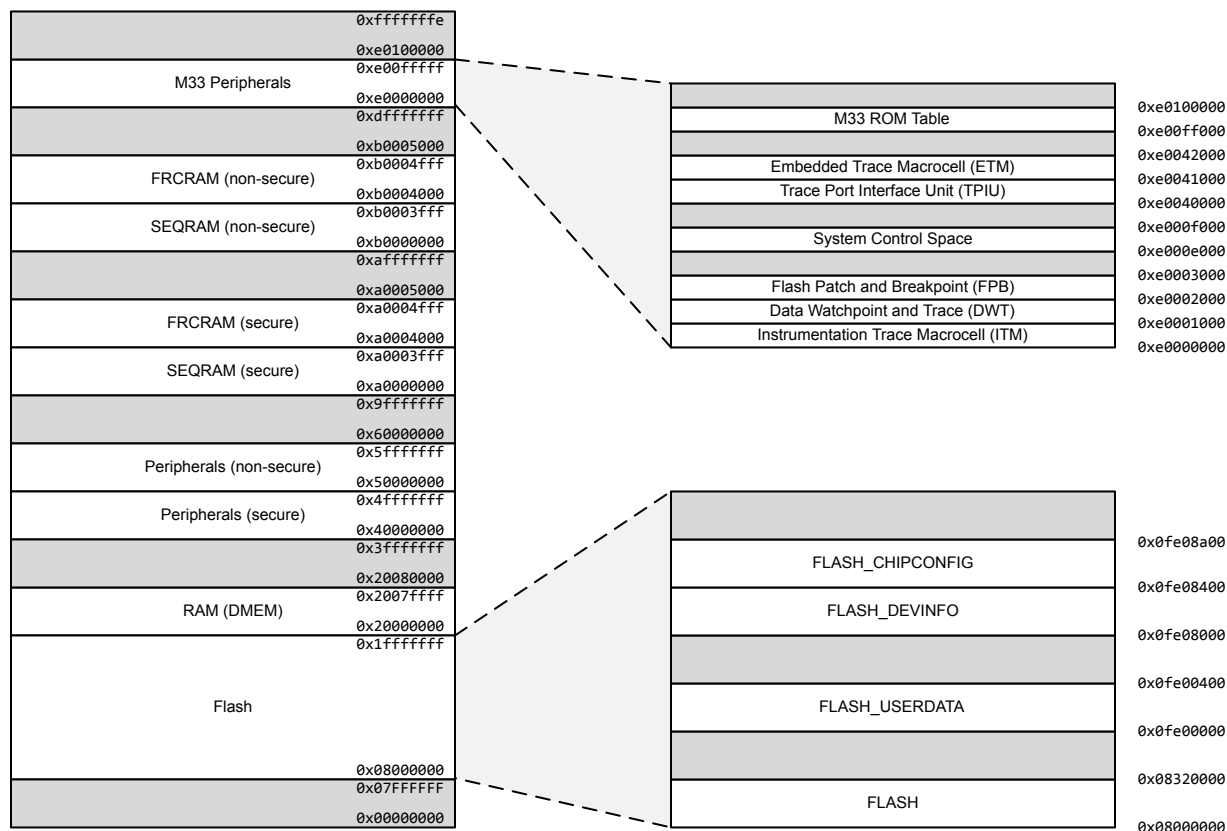 0xfffffffe
0xe0100000
0xe00fffff
M33 Peripherals
0xe0000000
0xdfffffff
0xb0005000
0xb0004fff
FRCRAM (non-secure)
0xb0004000
0xb0003fff
SEQRAM (non-secure)
0xb0000000
0xafffffff
0xa0005000
0xa0004fff
FRCRAM (secure)
0xa0004000
0xa0003fff
SEQRAM (secure)
0xa0000000
0x9fffffff
0x60000000
0x5fffffff
Peripherals (non-secure)
0x50000000
0x4fffffff
Peripherals (secure)
0x40000000
0x3fffffff
0x20080000
0x2007ffff
RAM (DMEM)
0x20000000
0x1fffffff
Flash
0x08000000
0x07FFFFFF
0x00000000
0xe0100000
M33 ROM Table
0xe00ff000
0xe0042000
Embedded Trace Macrocell (ETM)
0xe0041000
Trace Port Interface Unit (TPIU)
0xe0040000
0xe000f000
System Control Space
0xe000e000
0xe0003000
Flash Patch and Breakpoint (FPB)
0xe0002000
Data Watchpoint and Trace (DWT)
0xe0001000
Instrumentation Trace Macrocell (ITM)
0xe0000000
0x0fe08a00
FLASH_CHIPCONFIG
0x0fe08400
FLASH_DEVINFO
0x0fe08000
0x0fe00400
FLASH_USERDATA
0x0fe00000
0x08320000
FLASH
0x08000000